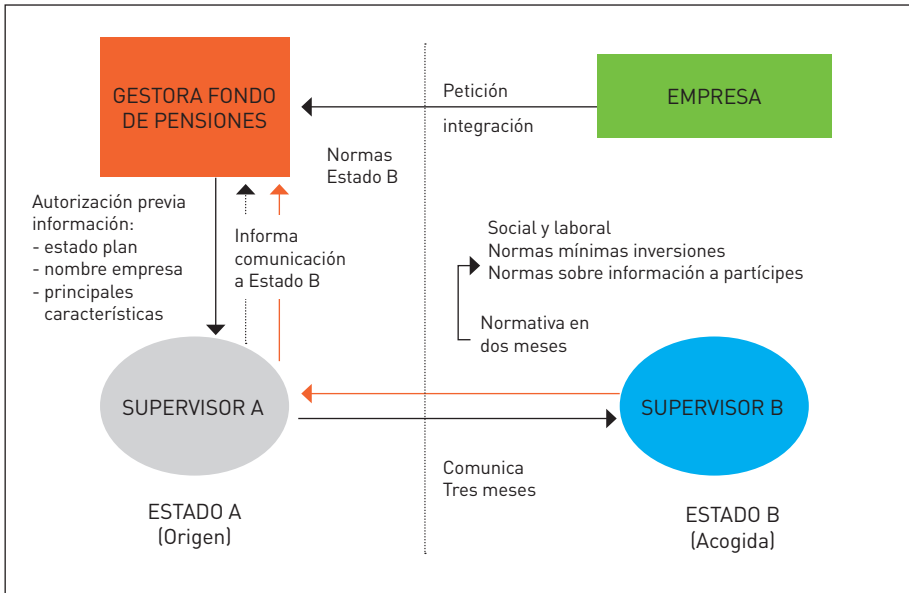 GESTORA FONDO
DE PENSIONES
Petición
integración
EMPRESA
Normas
Estado B
Autorización previa
información:
- estado plan
- nombre empresa
- principales
características
Informa
comunicación
a Estado B
Social y laboral
Normas mínimas inversiones
Normas sobre información a partícipes
Normativa en
dos meses
SUPERVISOR A
SUPERVISOR B
Comunica
Tres meses
ESTADO A
(Origen)
ESTADO B
(Acogida)